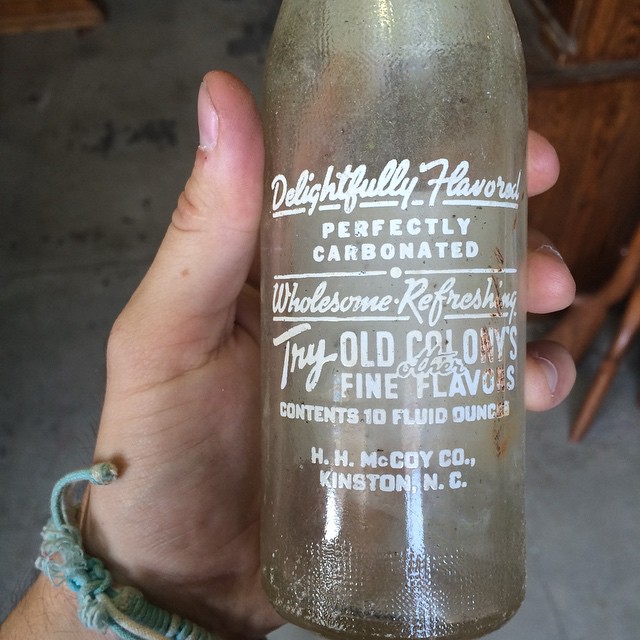 Delightfully Flavored
PERFECTLY
CARBONATED
Wholesome·Refreshing
Try OLD COLONY'S
other
FINE FLAVORS
CONTENTS 10 FLUID OUNCES
H. H. McCOY CO.,
KINSTON, N. C.